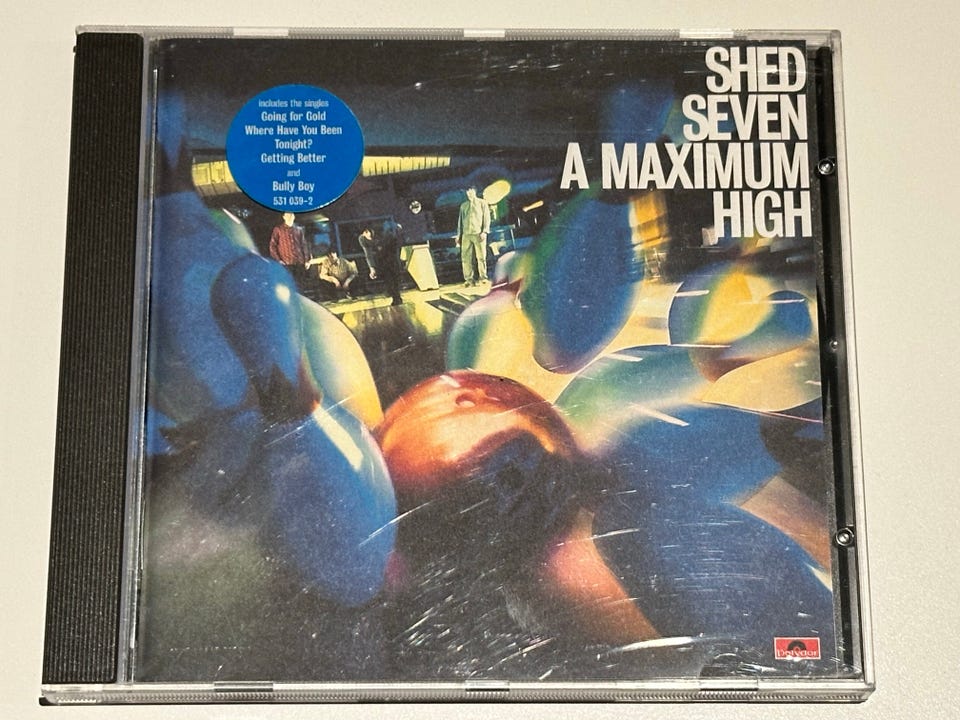 SHED
SEVEN
A MAXIMUM
HIGH
includes the singles
Going for Gold
Where Have You Been
Tonight?
Getting Better
and
Bully Boy
531 039-2
Polydor